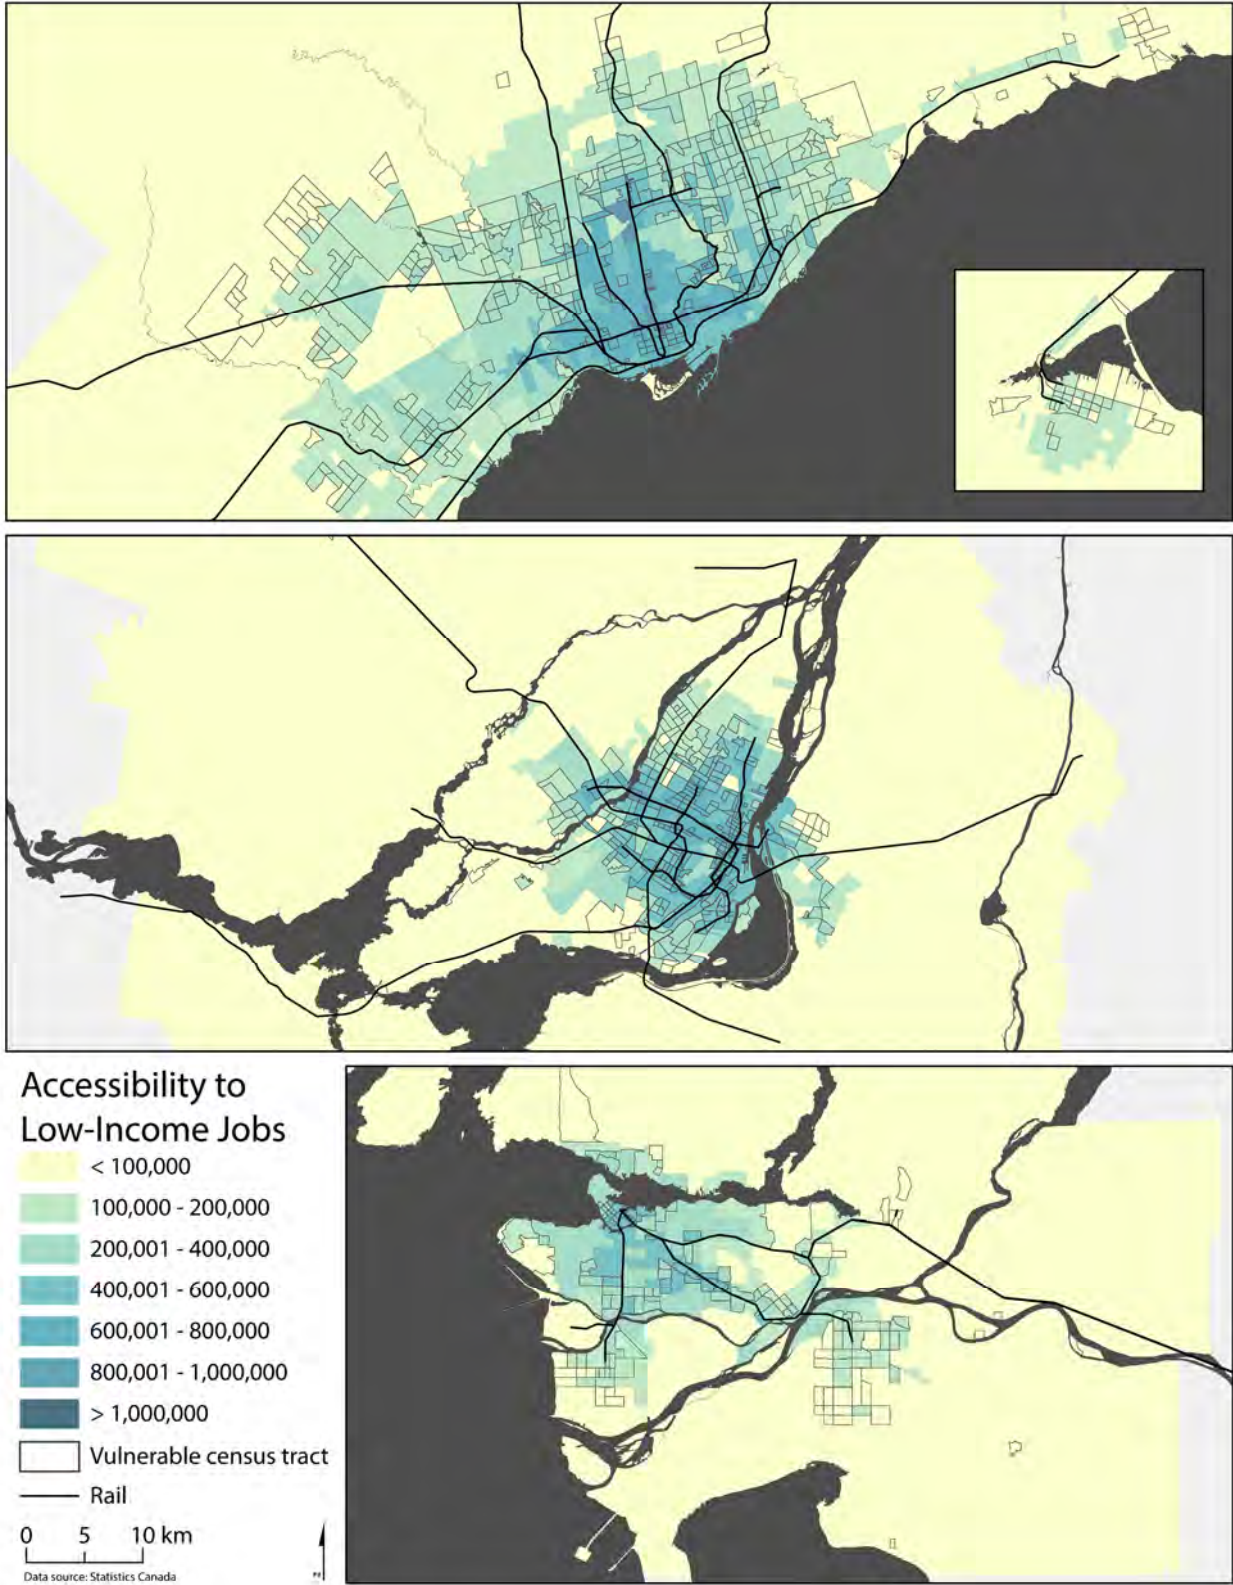 Accessibility to
Low-Income Jobs
< 100,000
100,000 - 200,000
200,001 - 400,000
400,001 - 600,000
600,001 - 800,000
800,001 - 1,000,000
> 1,000,000
Vulnerable census tract
Rail
0 5 10 km
Data source: Statistics Canada
N